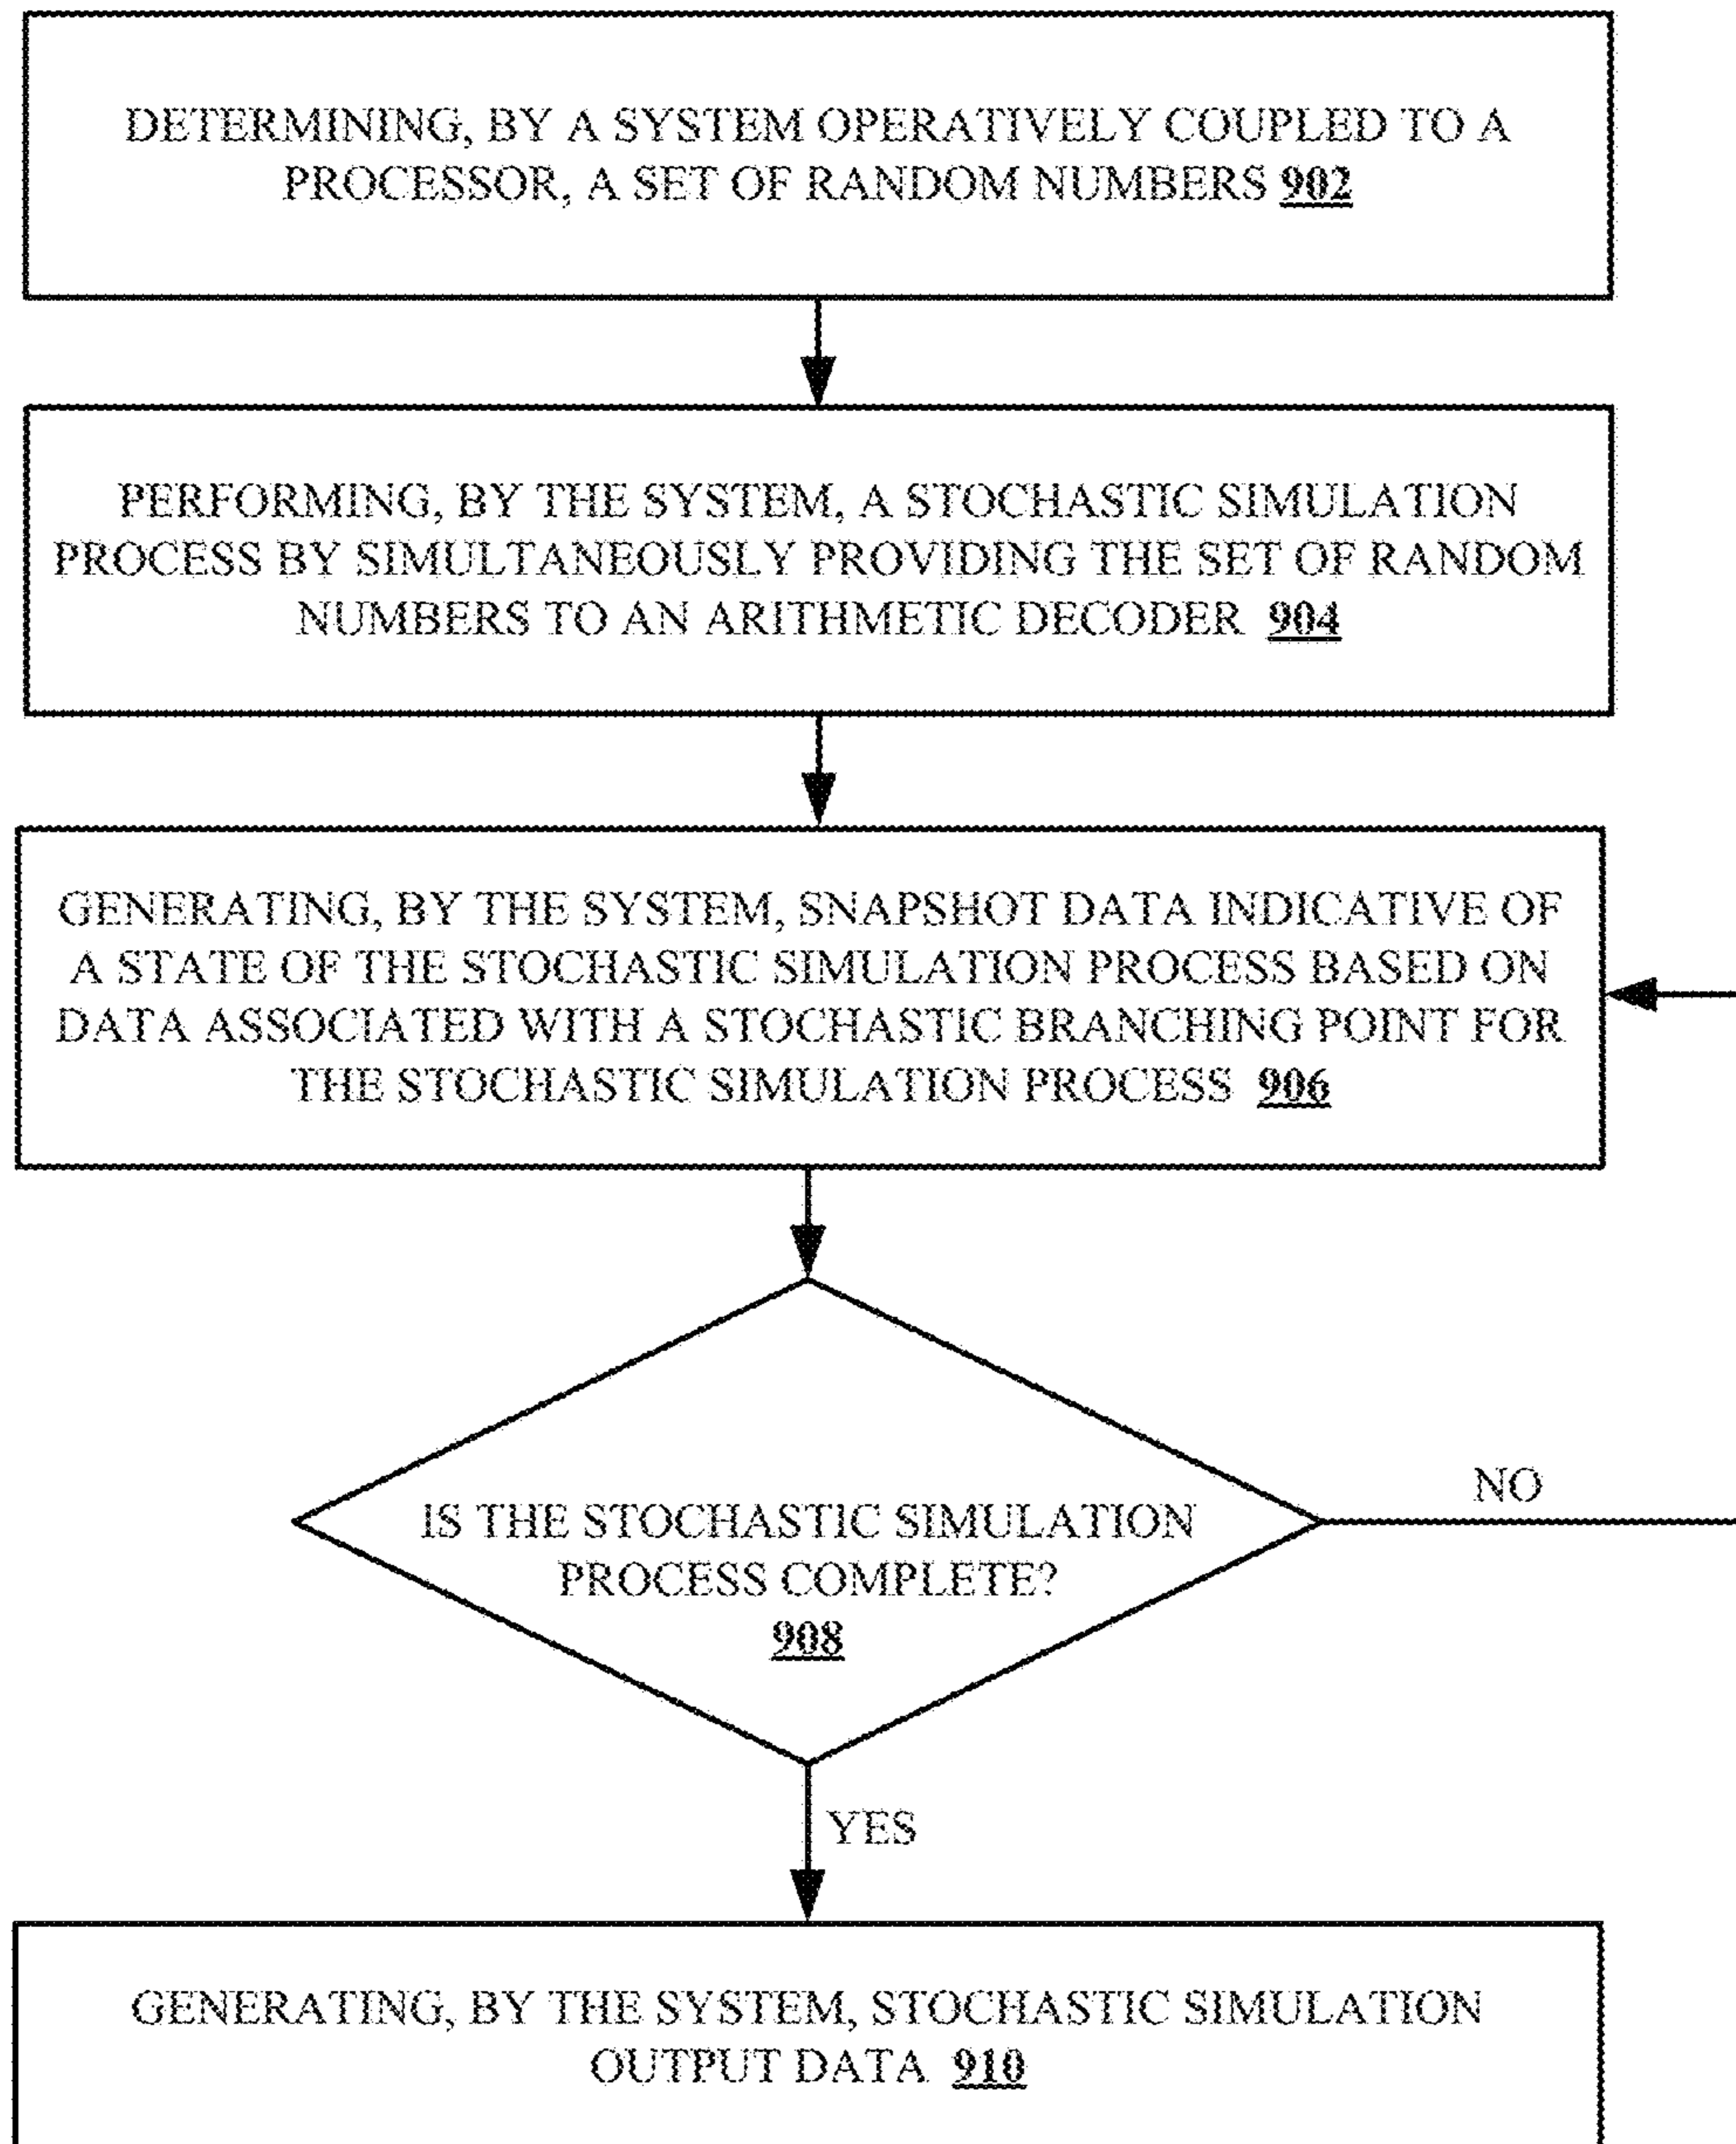 DETERMINING, BY A SYSTEM OPERATIVELY COUPLED TO A
PROCESSOR, A SET OF RANDOM NUMBERS 902
PERFORMING, BY THE SYSTEM, A STOCHASTIC SIMULATION
PROCESS BY SIMULTANEOUSLY PROVIDING THE SET OF RANDOM
NUMBERS TO AN ARITHMETIC DECODER 904
GENERATING, BY THE SYSTEM, SNAPSHOT DATA INDICATIVE OF
A STATE OF THE STOCHASTIC SIMULATION PROCESS BASED ON
DATA ASSOCIATED WITH A STOCHASTIC BRANCHING POINT FOR
THE STOCHASTIC SIMULATION PROCESS 906
NO
IS THE STOCHASTIC SIMULATION
PROCESS COMPLETE?
908
YES
GENERATING, BY THE SYSTEM, STOCHASTIC SIMULATION
OUTPUT DATA 910